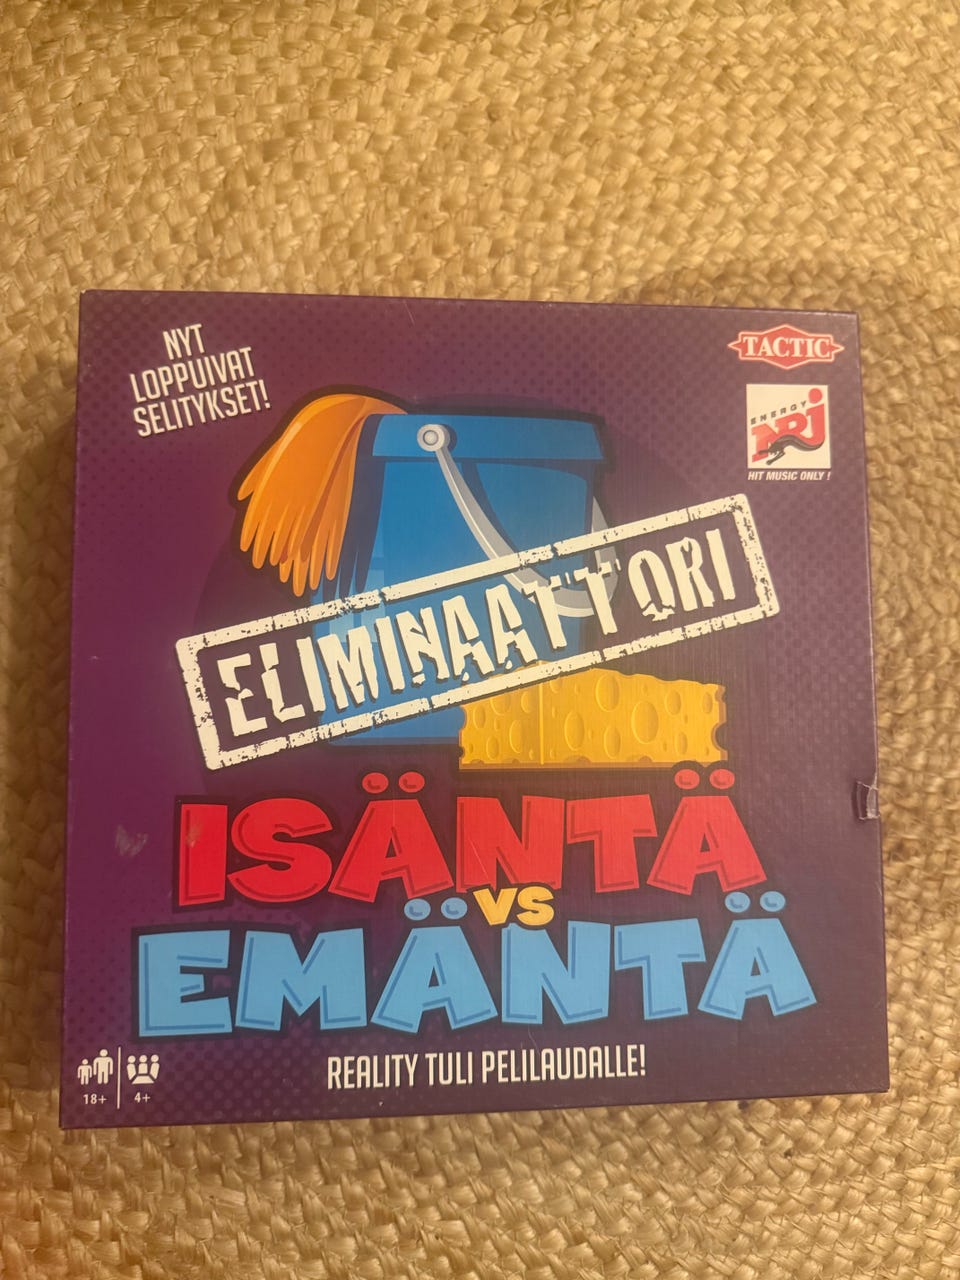 NYT
LOPPUIVAT
SELITYKSET!
TACTIC
ENERGY
NRJ
HIT MUSIC ONLY !
ELIMINAATTORI
ISÄNTÄ
VS
EMÄNTÄ
REALITY TULI PELILAUDALLE!
18+
4+